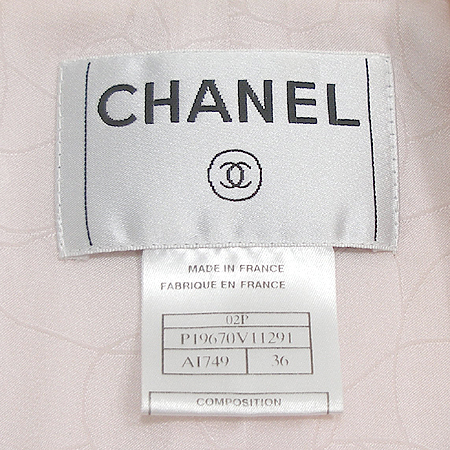 CHANEL
MADE IN FRANCE
FABRIQUE EN FRANCE
02P
P19670V11291
A1749 36
COMPOSITION